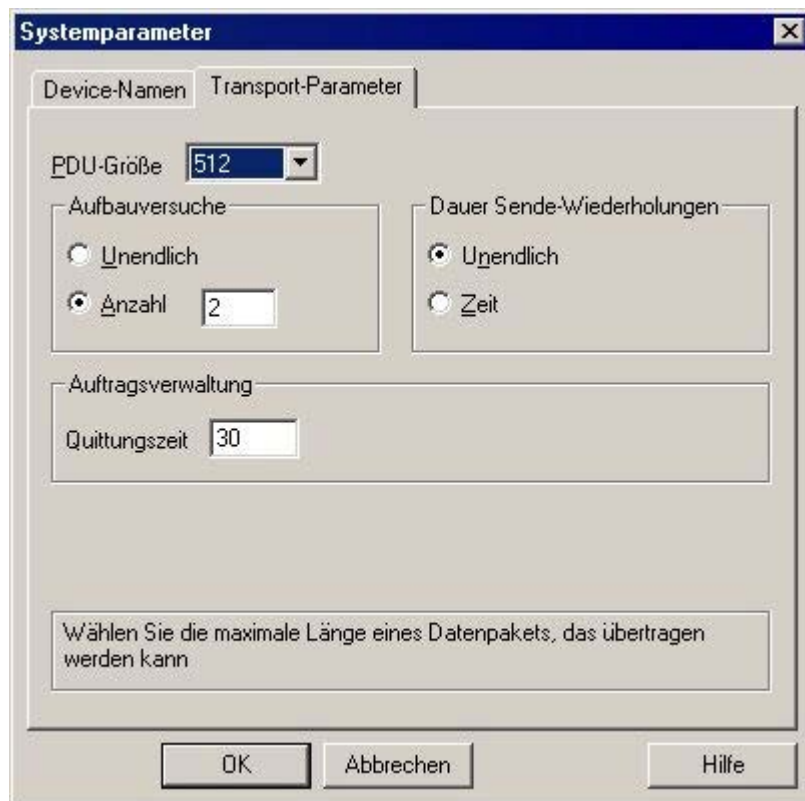 Systemparameter
Device-Namen Transport-Parameter
PDU-Größe 512
Aufbauversuche
Unendlich
Anzahl 2
Dauer Sende-Wiederholungen
Unendlich
Zeit
Auftragsverwaltung
Quittungszeit 30
Wählen Sie die maximale Länge eines Datenpakets, das übertragen
werden kann
OK Abbrechen Hilfe